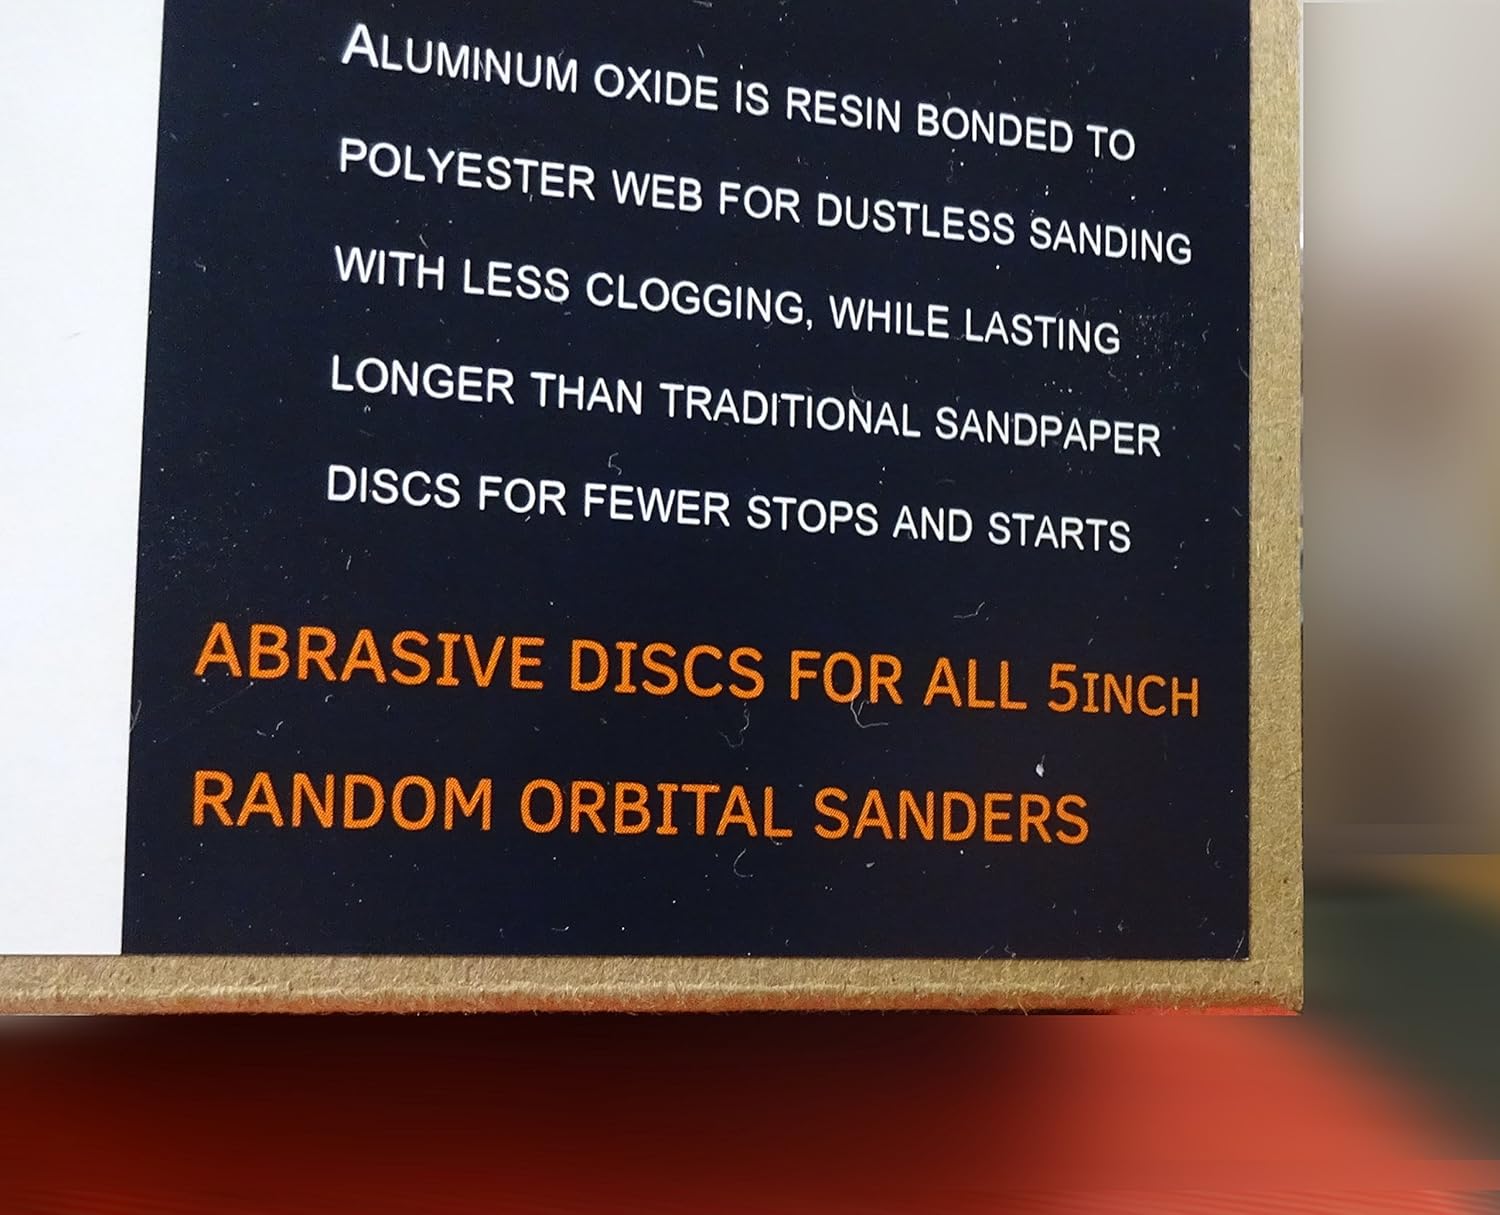 ALUMINUM OXIDE IS RESIN BONDED TO
POLYESTER WEB FOR DUSTLESS SANDING
WITH LESS CLOGGING, WHILE LASTING
LONGER THAN TRADITIONAL SANDPAPER
DISCS FOR FEWER STOPS AND STARTS
ABRASIVE DISCS FOR ALL 5INCH
RANDOM ORBITAL SANDERS